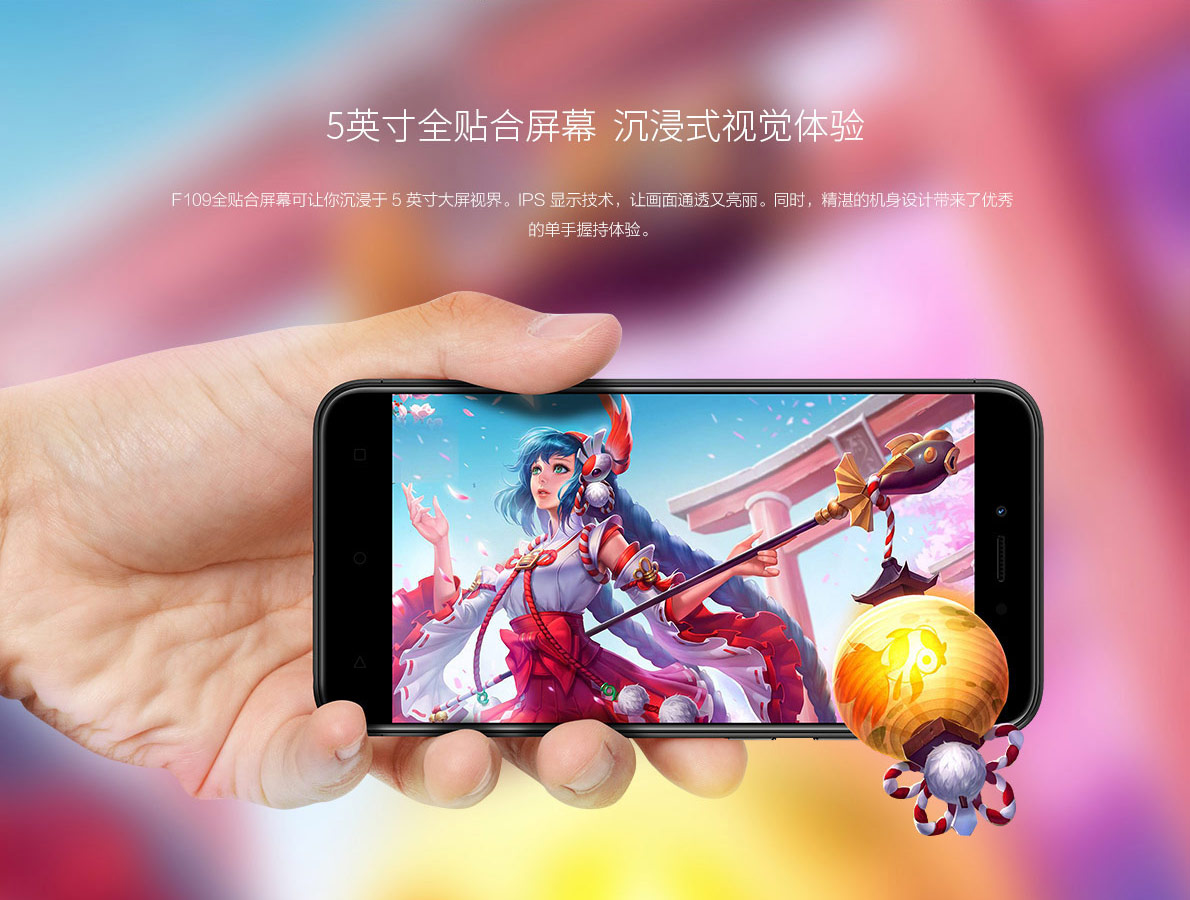 5英寸全贴合屏幕 沉浸式视觉体验
F109全贴合屏幕可让你沉浸于 5 英寸大屏视界。IPS 显示技术，让画面通透又亮丽。同时，精湛的机身设计带来了优秀
的单手握持体验。